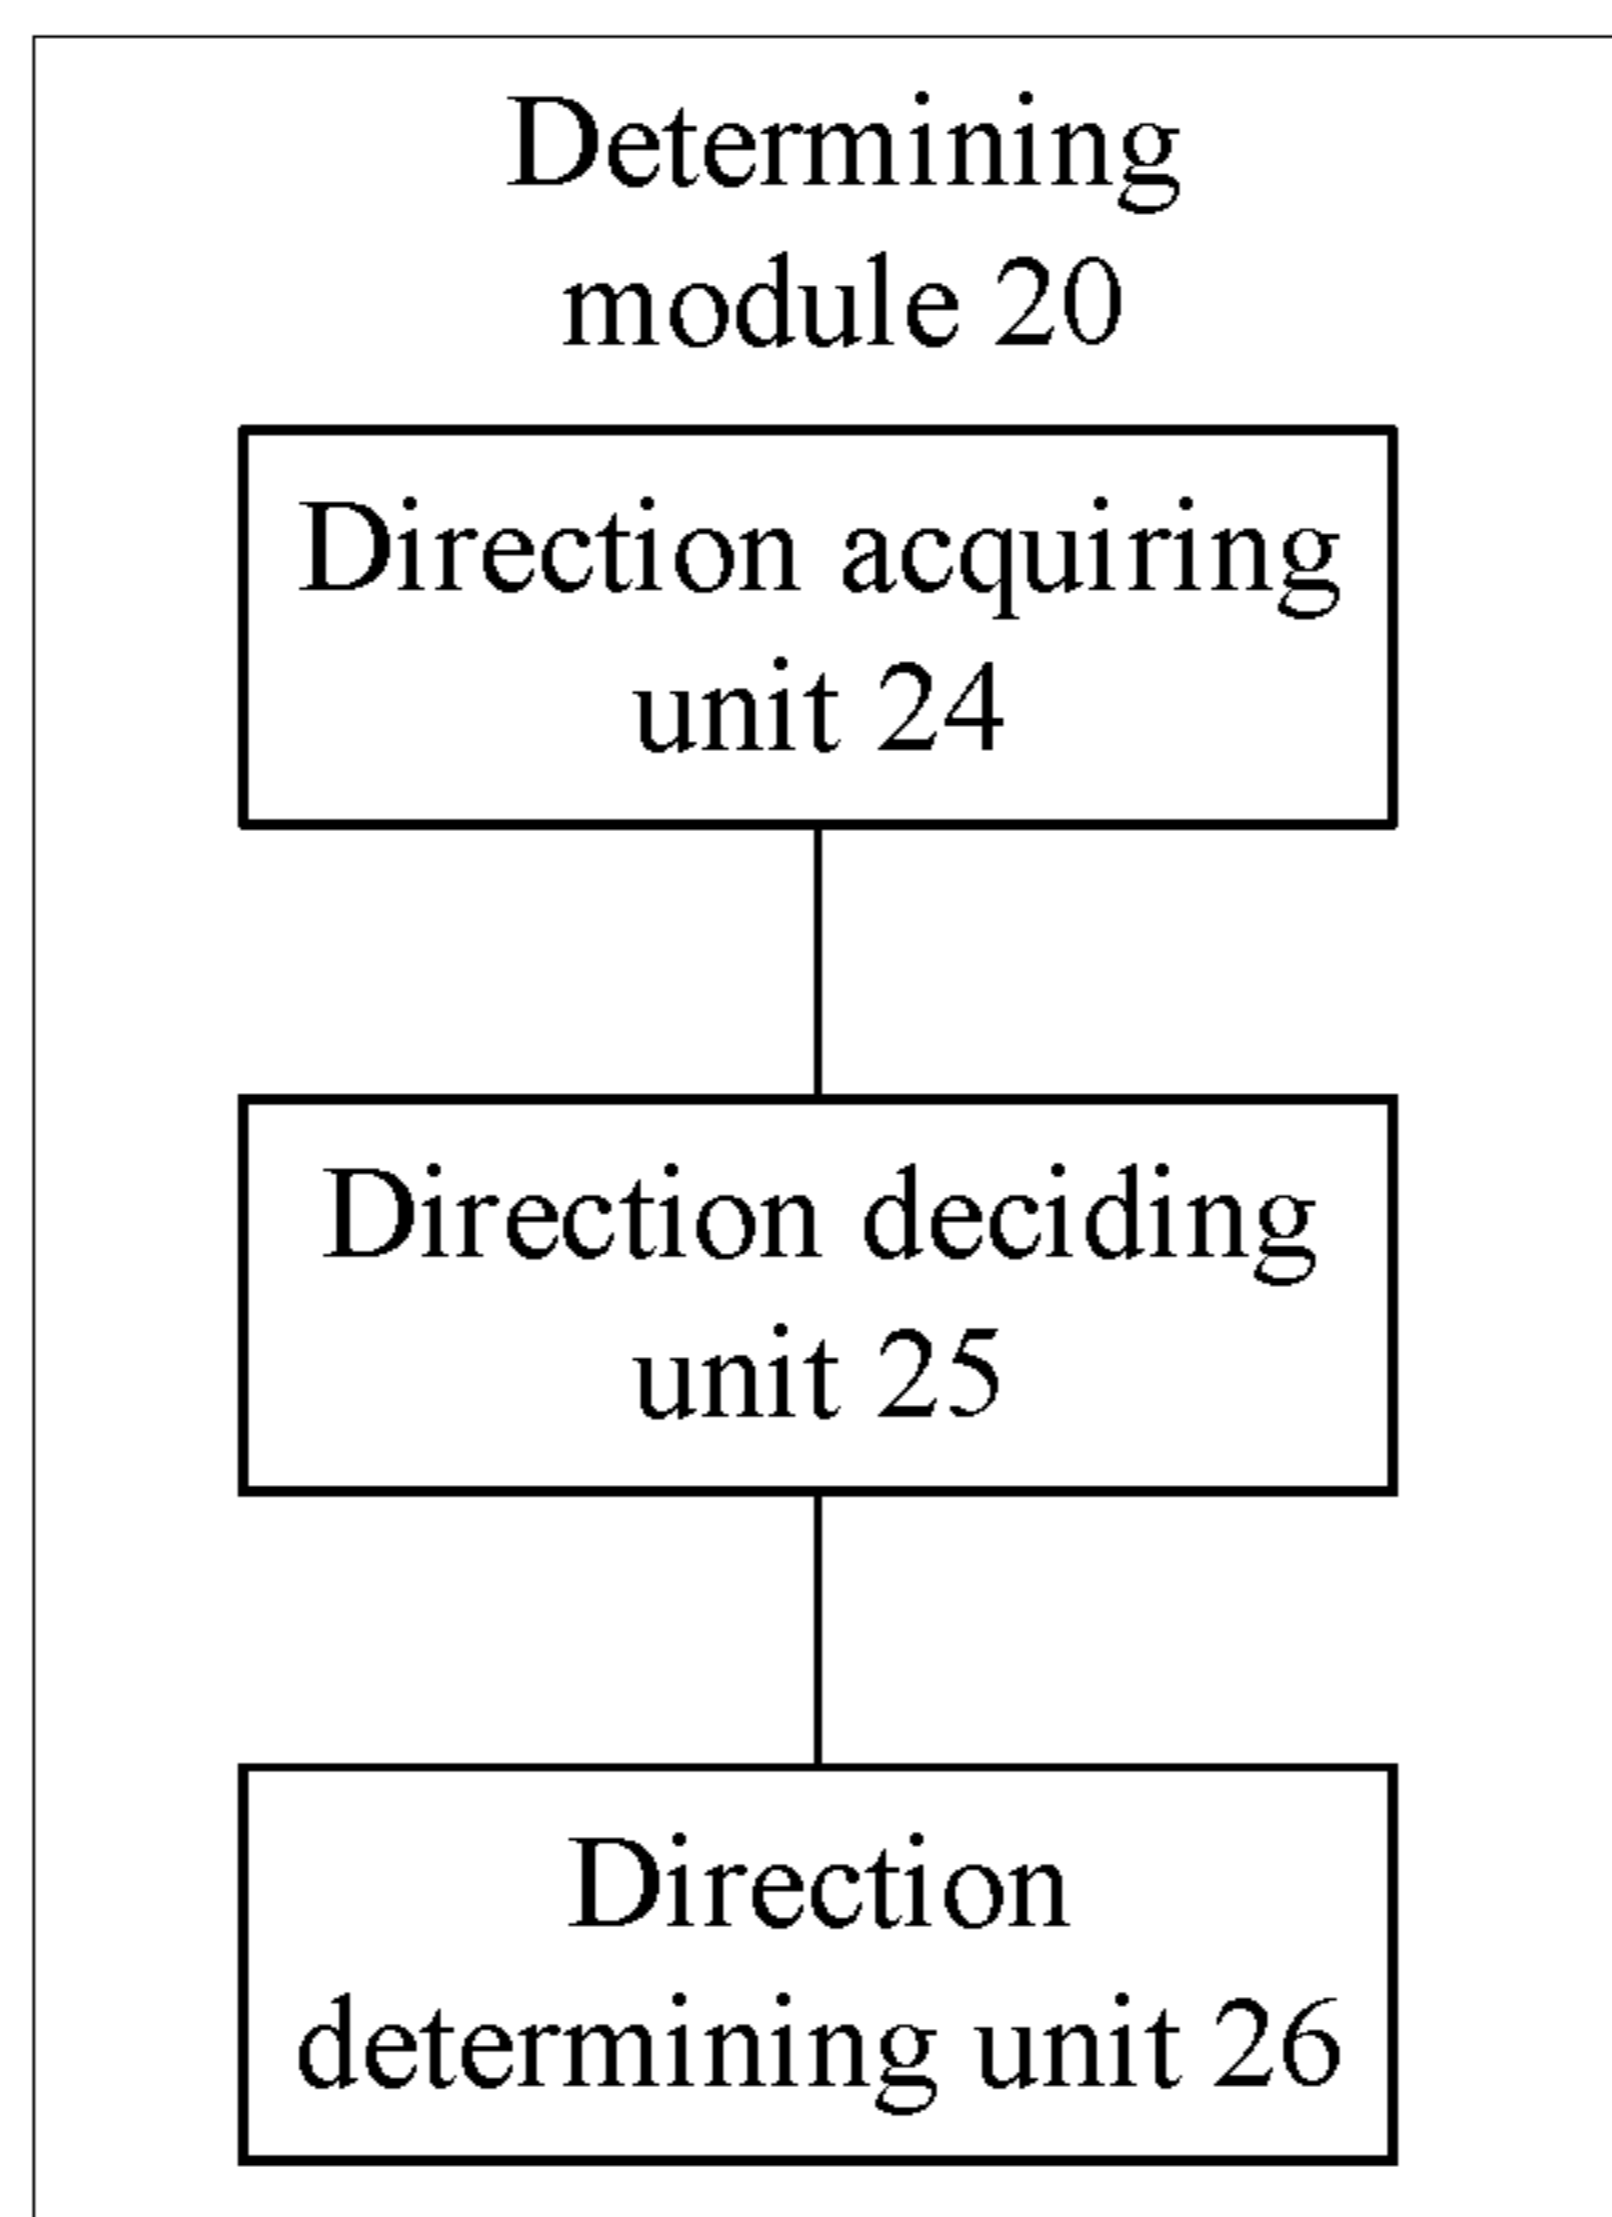 Determining
module 20
Direction acquiring
unit 24
Direction deciding
unit 25
Direction
determining unit 26